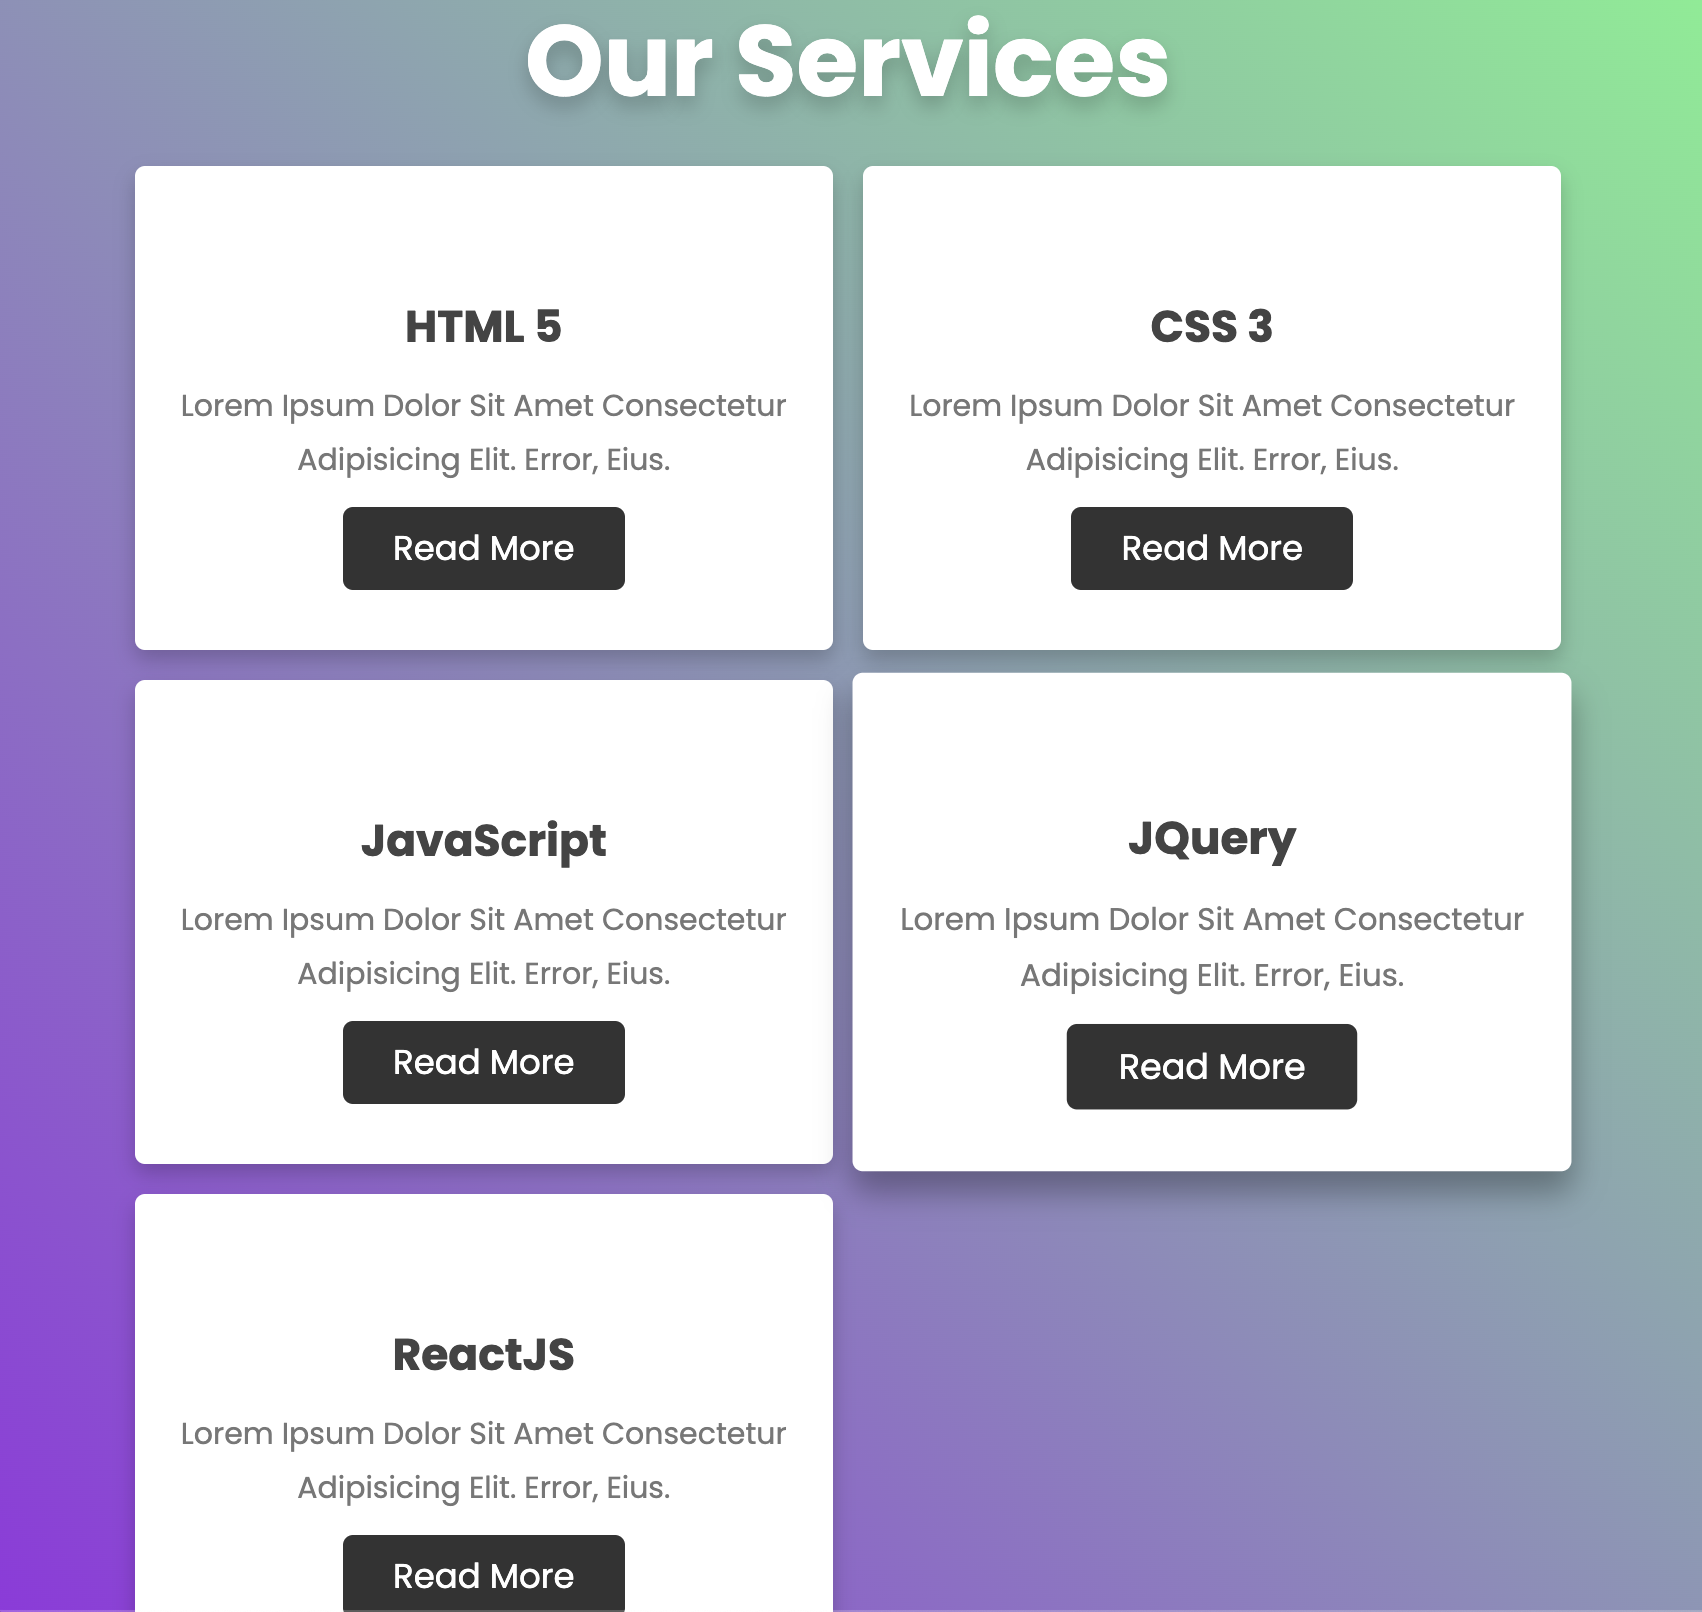 Our Services
HTML 5
Lorem Ipsum Dolor Sit Amet Consectetur
Adipisicing Elit. Error, Eius.
Read More
CSS 3
Lorem Ipsum Dolor Sit Amet Consectetur
Adipisicing Elit. Error, Eius.
Read More
JavaScript
Lorem Ipsum Dolor Sit Amet Consectetur
Adipisicing Elit. Error, Eius.
Read More
JQuery
Lorem Ipsum Dolor Sit Amet Consectetur
Adipisicing Elit. Error, Eius.
Read More
ReactJS
Lorem Ipsum Dolor Sit Amet Consectetur
Adipisicing Elit. Error, Eius.
Read More